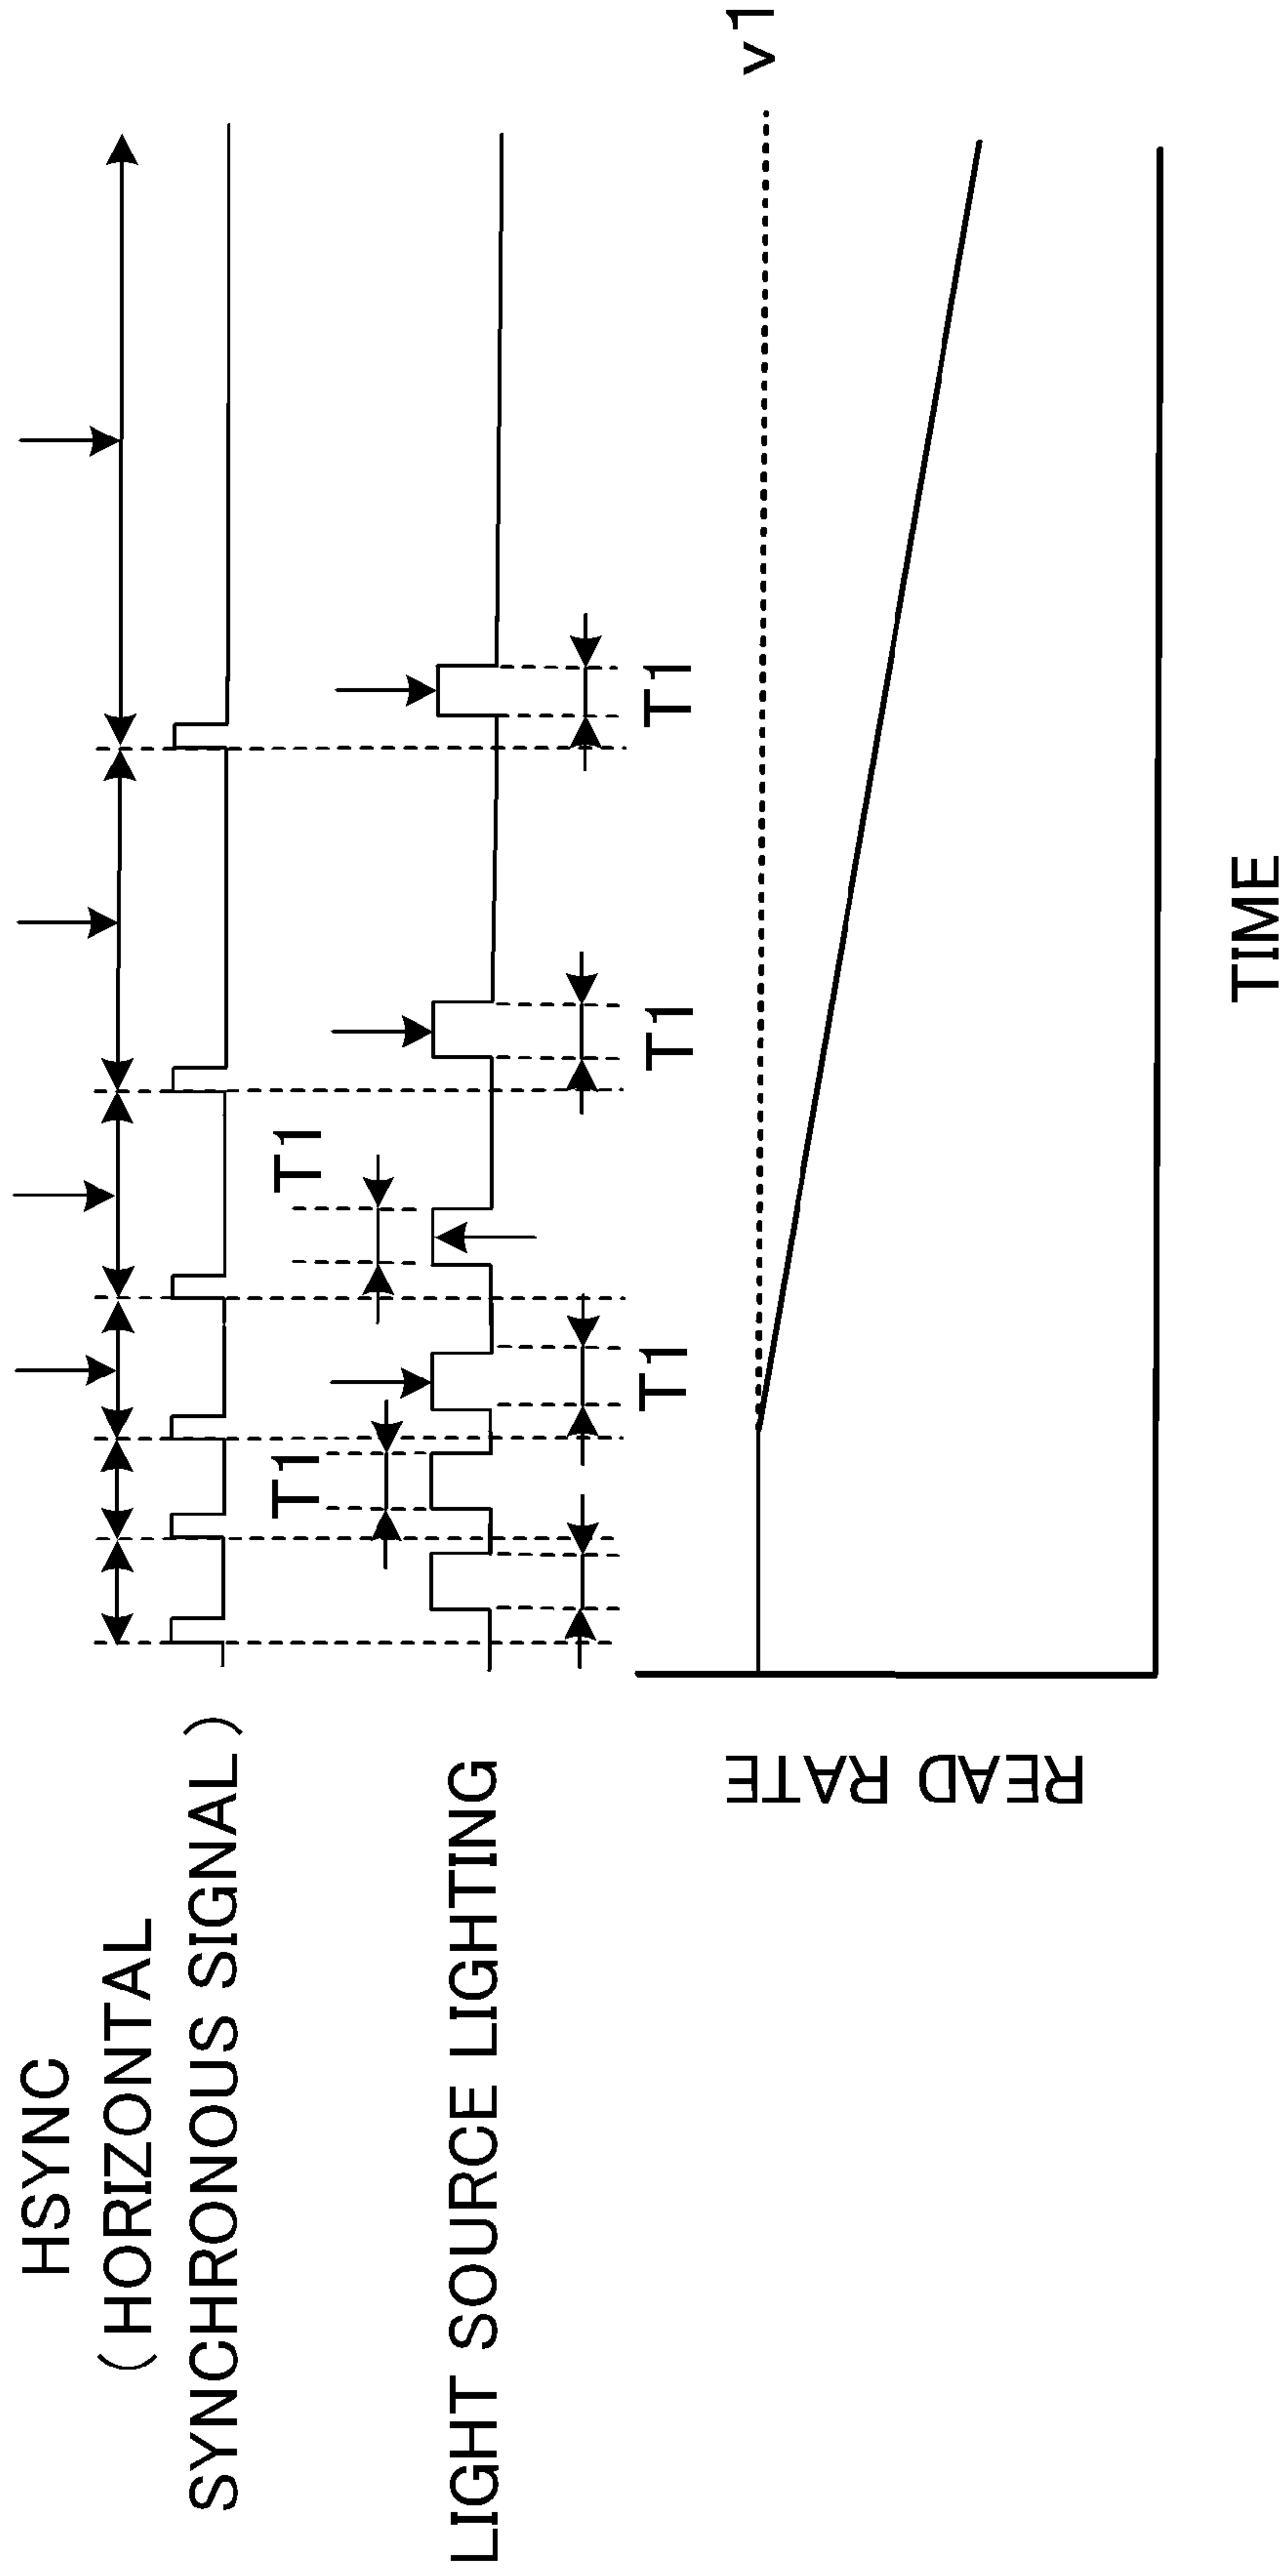 HSYNC
(HORIZONTAL
SYNCHRONOUS SIGNAL)
T1
T1
LIGHT SOURCE LIGHTING
T1
T1
T1
v1
READ RATE
TIME